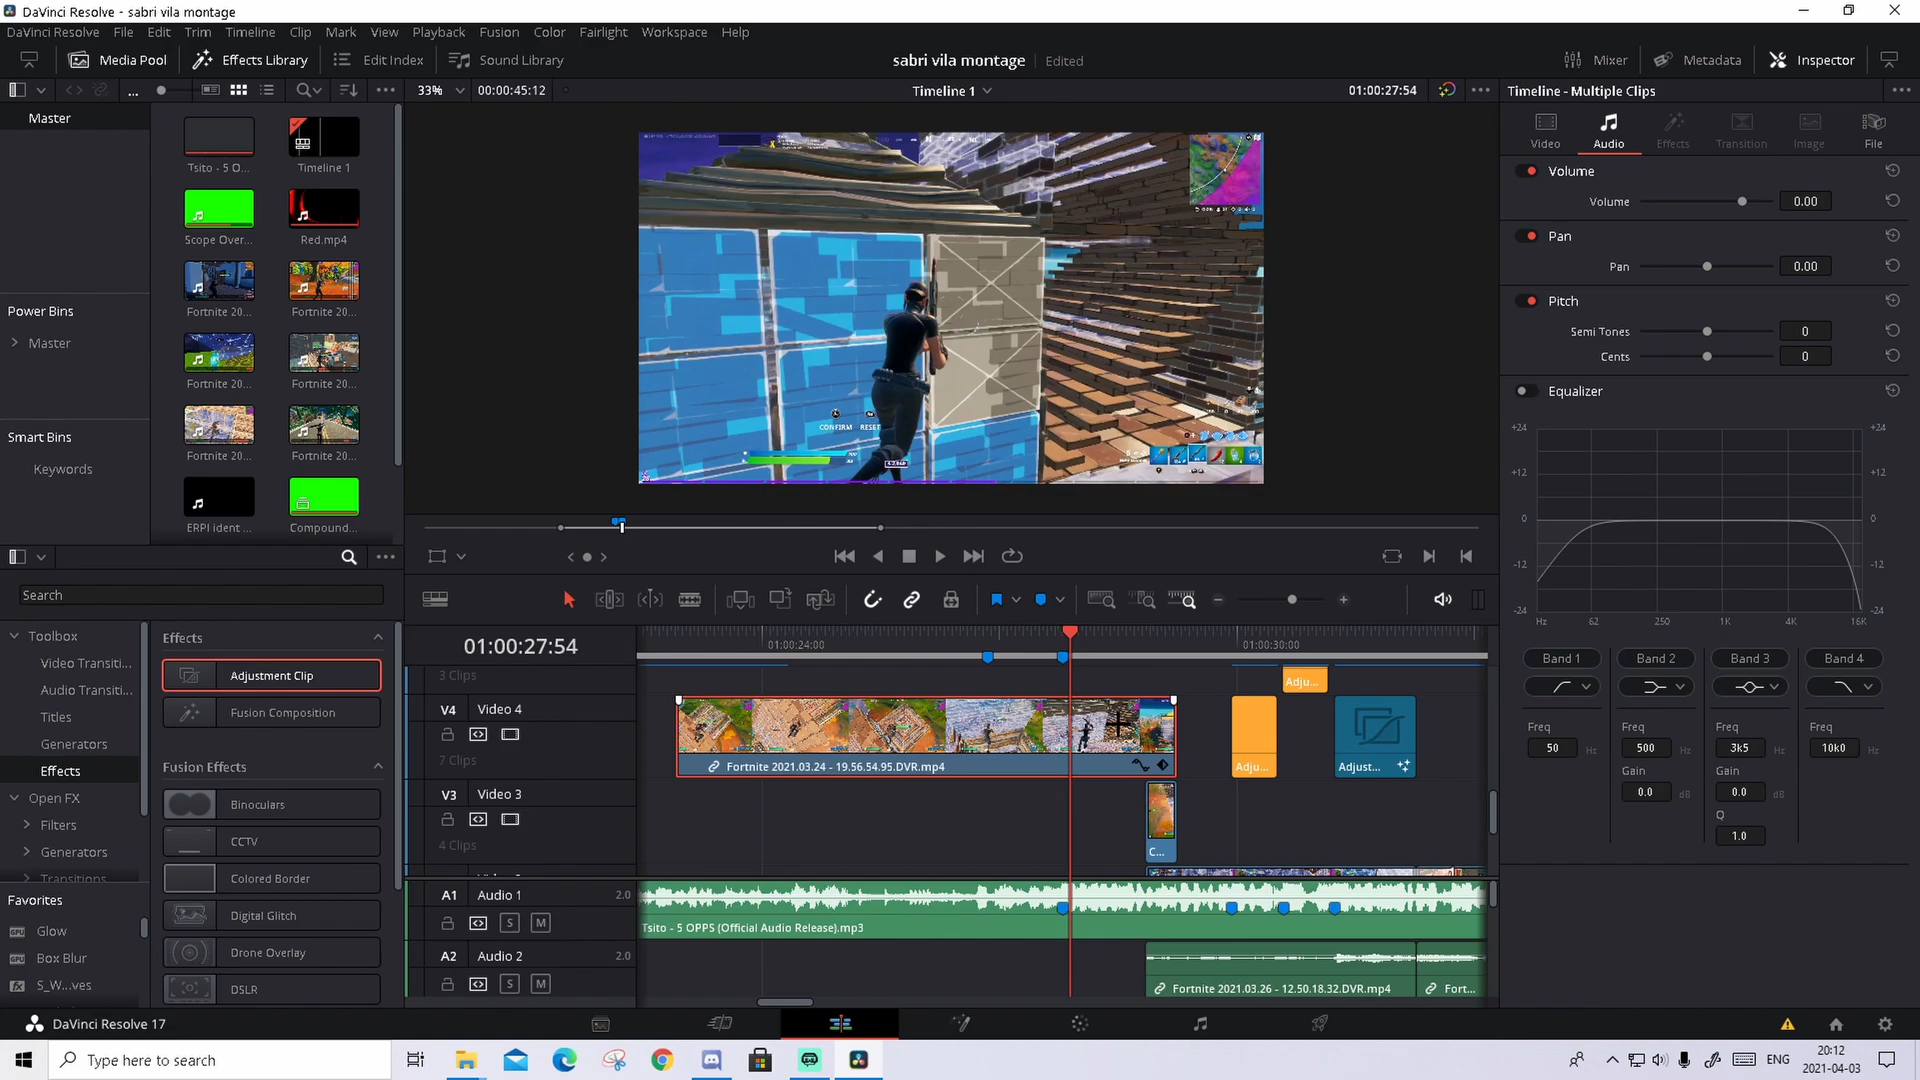 DaVinci Resolve - sabri vila montage
DaVinci Resolve File Edit Trim Timeline Clip Mark View Playback Fusion Color Fairlight Workspace Help
Media Pool Effects Library Edit Index Sound Library sabri vila montage Edited Mixer Metadata Inspector
... 33% 00:00:45:12 Timeline 1 01:00:27:54 Timeline - Multiple Clips
Master
Tsito - 5 O... Timeline 1
Video Audio Effects Transition Image File
Volume
Volume 0.00
Scope Over... Red.mp4
Pan
Pan 0.00
Fortnite 20... Fortnite 20...
Power Bins
Master
Pitch
Semi Tones 0
Cents 0
Fortnite 20... Fortnite 20...
Equalizer
Smart Bins
Keywords
Fortnite 20... Fortnite 20...
CONFIRM RESET
ERPI ident ... Compound...
+24 +24
+12 +12
0 0
-12 -12
-24 -24
Hz 62 250 1K 4K 16K
Search
01:00:27:54
01:00:24:00 01:00:30:00
Toolbox
Video Transiti...
Audio Transiti...
Titles
Generators
Effects
Open FX
Filters
Generators
Transitions
Favorites
Glow
Box Blur
S_W...ves
Effects
Adjustment Clip
Fusion Composition
Fusion Effects
Binoculars
CCTV
Colored Border
Digital Glitch
Drone Overlay
DSLR
3 Clips
Adju...
V4 Video 4
7 Clips
Fortnite 2021.03.24 - 19.56.54.95.DVR.mp4
Adju... Adjust...
V3 Video 3
4 Clips
C...
A1 Audio 1 2.0
S M
Tsito - 5 OPPS (Official Audio Release).mp3
A2 Audio 2 2.0
S M
Fortnite 2021.03.26 - 12.50.18.32.DVR.mp4 Fort...
Band 1 Band 2 Band 3 Band 4
Freq Freq Freq Freq
50 Hz 500 Hz 3k5 Hz 10k0 Hz
Gain Gain
0.0 dB 0.0 dB
Q
1.0
DaVinci Resolve 17
Type here to search
ENG
20:12
2021-04-03